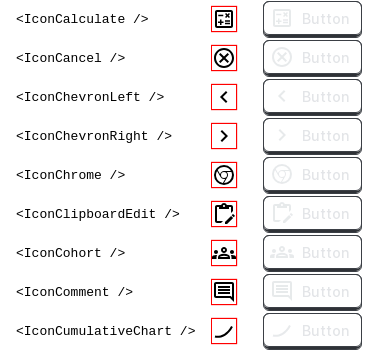 <IconCalculate /> Button
<IconCancel /> Button
<IconChevronLeft /> Button
<IconChevronRight /> Button
<IconChrome /> Button
<IconClipboardEdit /> Button
<IconCohort /> Button
<IconComment /> Button
<IconCumulativeChart /> Button